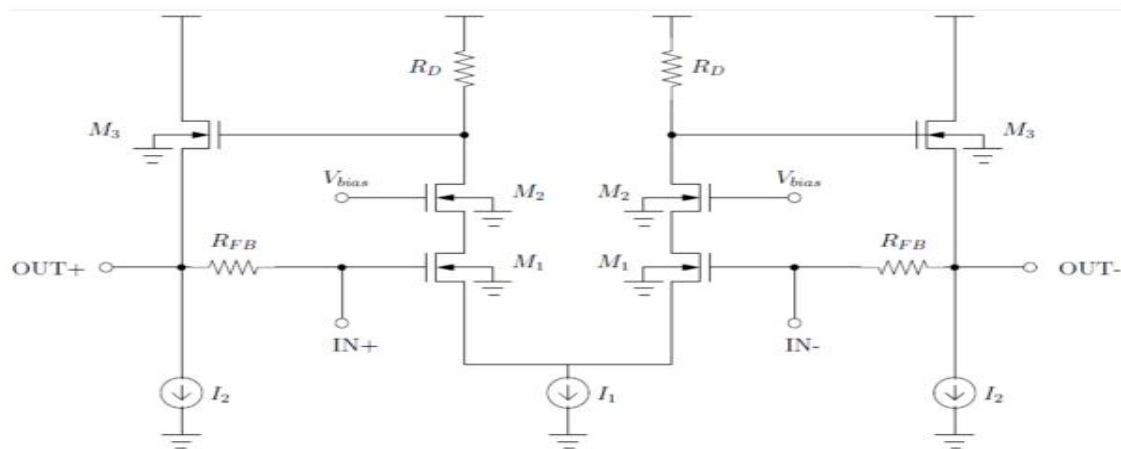 R_D R_D
M_3 M_3
V_bias M_2 M_2 V_bias
R_FB R_FB
OUT+ M_1 M_1 OUT-
IN+ IN-
I_2 I_1 I_2